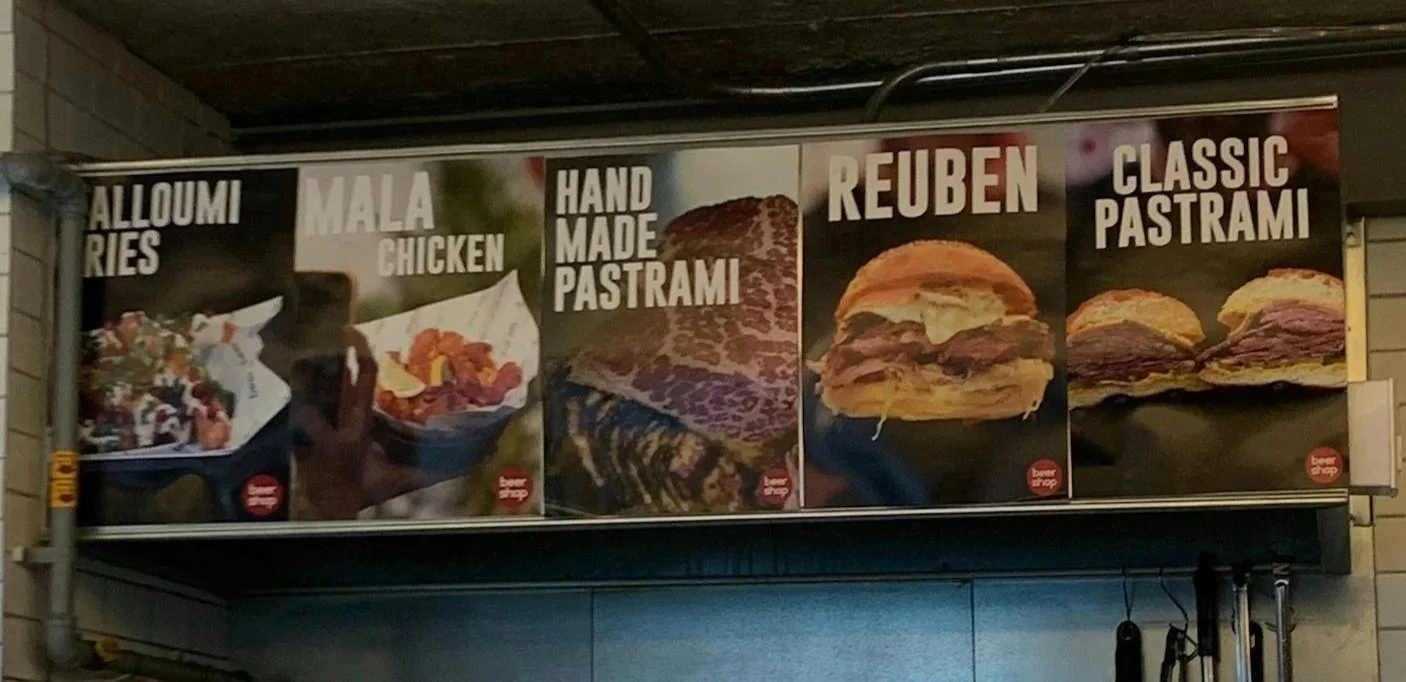 ALLOUMI
RIES
MALA
CHICKEN
HAND
MADE
PASTRAMI
REUBEN
CLASSIC
PASTRAMI
beer
shop
beer
shop
beer
shop
beer
shop
beer
shop